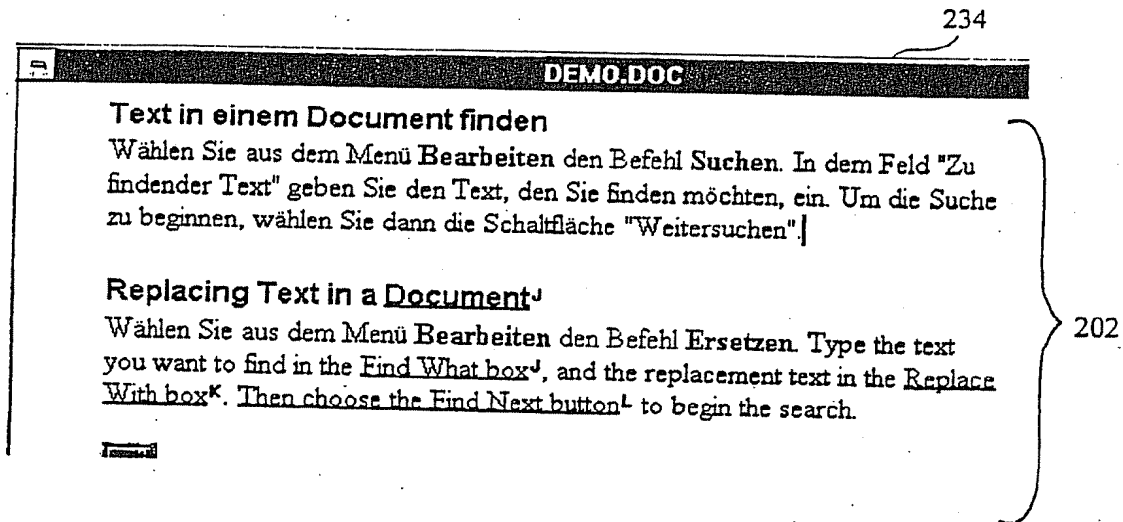 234
DEMO.DOC
Text in einem Document finden
Wählen Sie aus dem Menü Bearbeiten den Befehl Suchen. In dem Feld "Zu
findender Text" geben Sie den Text, den Sie finden möchten, ein. Um die Suche
zu beginnen, wählen Sie dann die Schaltfläche "Weitersuchen".
Replacing Text in a Document ᴶ
Wählen Sie aus dem Menü Bearbeiten den Befehl Ersetzen. Type the text
you want to find in the Find What boxᴶ, and the replacement text in the Replace
With boxᴷ. Then choose the Find Next buttonᴸ to begin the search.
202